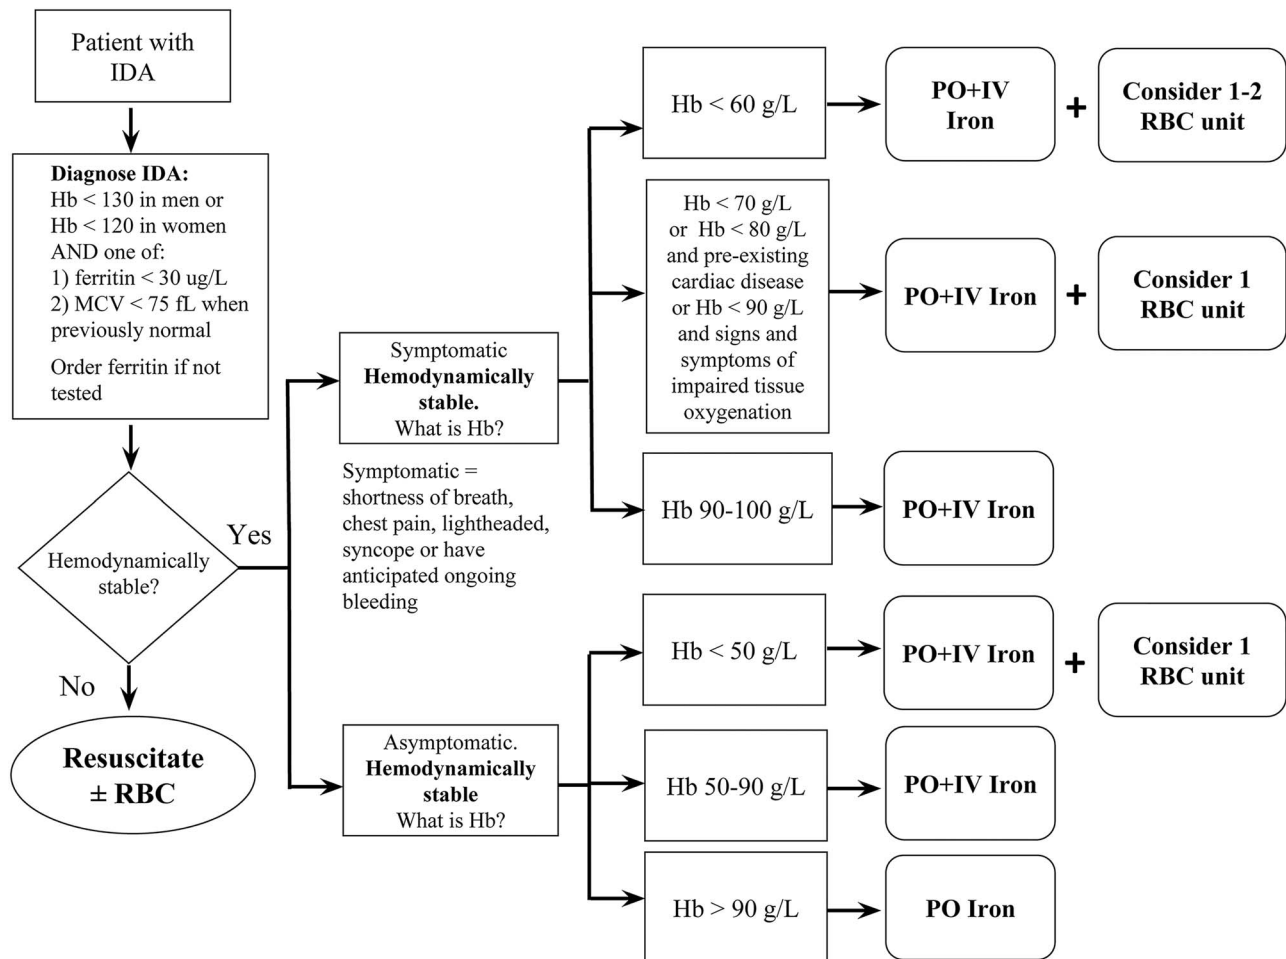 Patient with
IDA
Diagnose IDA:
Hb < 130 in men or
Hb < 120 in women
AND one of:
1) ferritin < 30 ug/L
2) MCV < 75 fL when
previously normal
Order ferritin if not
tested
Hemodynamically
stable?
Yes
No
Resuscitate
± RBC
Symptomatic
Hemodynamically
stable.
What is Hb?
Symptomatic =
shortness of breath,
chest pain, lightheaded,
syncope or have
anticipated ongoing
bleeding
Hb < 60 g/L
PO+IV
Iron
+
Consider 1-2
RBC unit
Hb < 70 g/L
or Hb < 80 g/L
and pre-existing
cardiac disease
or Hb < 90 g/L
and signs and
symptoms of
impaired tissue
oxygenation
PO+IV Iron
+
Consider 1
RBC unit
Hb 90-100 g/L
PO+IV Iron
Asymptomatic.
Hemodynamically
stable
What is Hb?
Hb < 50 g/L
PO+IV Iron
+
Consider 1
RBC unit
Hb 50-90 g/L
PO+IV Iron
Hb > 90 g/L
PO Iron